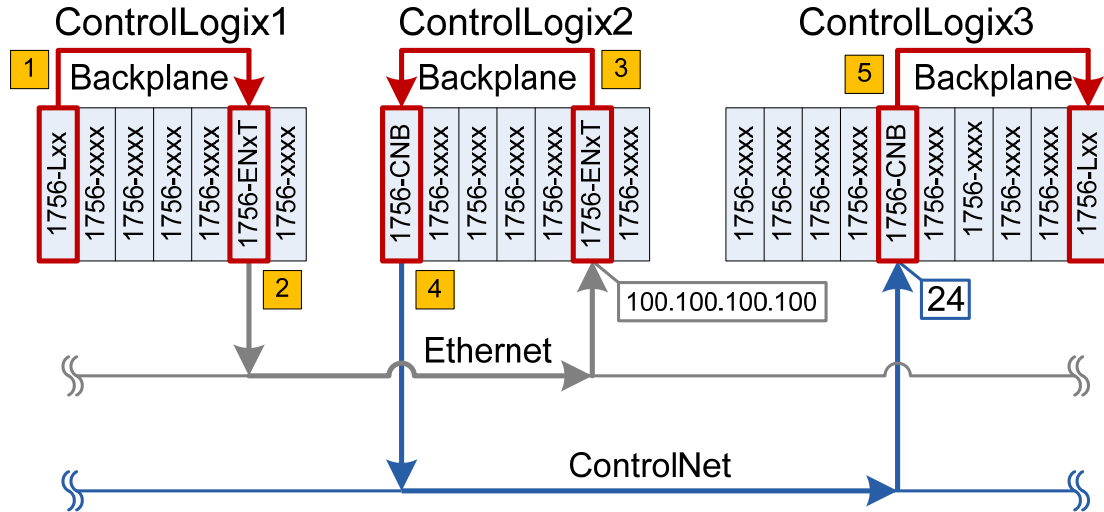 ControlLogix1
ControlLogix2
ControlLogix3
1
Backplane
Backplane
3
5
Backplane
1756-Lxx
1756-xxxx
1756-xxxx
1756-xxxx
1756-xxxx
1756-ENxT
1756-xxxx
1756-CNB
1756-xxxx
1756-xxxx
1756-xxxx
1756-xxxx
1756-ENxT
1756-xxxx
1756-xxxx
1756-xxxx
1756-xxxx
1756-xxxx
1756-CNB
1756-xxxx
1756-xxxx
1756-xxxx
1756-xxxx
1756-Lxx
2
4
100.100.100.100
24
Ethernet
ControlNet